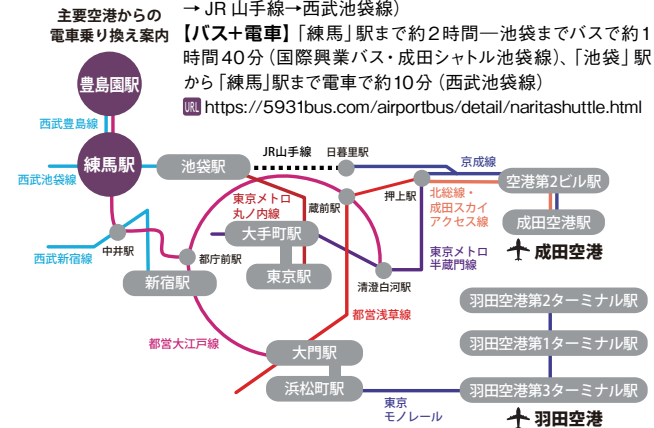 主要空港からの
電車乗り換え案内
→ JR 山手線→西武池袋線）
【バス+電車】「練馬」駅まで約２時間―池袋までバスで約１
時間40分（国際興業バス・成田シャトル池袋線）、「池袋」駅
から「練馬」駅まで電車で約10分（西武池袋線）
URL https://5931bus.com/airportbus/detail/naritashuttle.html
豊島園駅
西武豊島線
練馬駅
西武池袋線
池袋駅
JR山手線
日暮里駅
京成線
空港第2ビル駅
押上駅
北総線・
成田スカイ
アクセス線
成田空港駅
成田空港
東京メトロ
丸ノ内線
蔵前駅
大手町駅
東京メトロ
半蔵門線
中井駅
都庁前駅
西武新宿線
新宿駅
東京駅
清澄白河駅
羽田空港第2ターミナル駅
都営浅草線
都営大江戸線
羽田空港第1ターミナル駅
大門駅
浜松町駅
東京
モノレール
羽田空港第3ターミナル駅
羽田空港